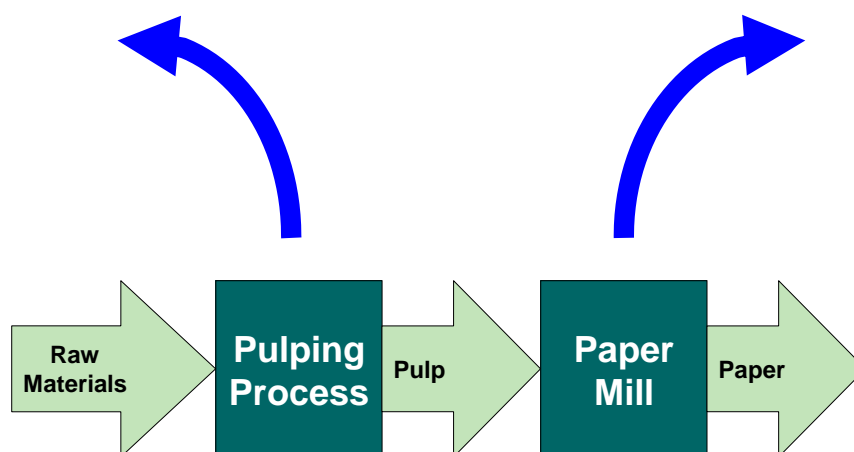 Raw
Materials
Pulping
Process
Pulp
Paper
Mill
Paper